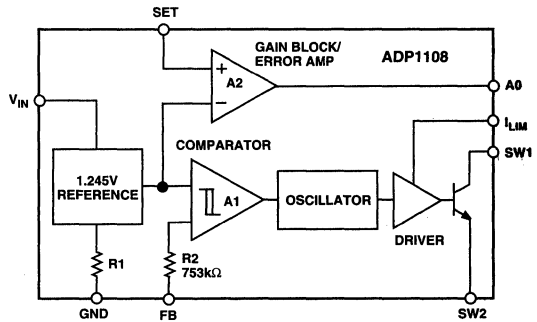 SET
GAIN BLOCK/
ERROR AMP
ADP1108
A2
A0
VIN
ILIM
COMPARATOR
SW1
1.245V
REFERENCE
A1
OSCILLATOR
DRIVER
R1
R2
753kΩ
GND
FB
SW2